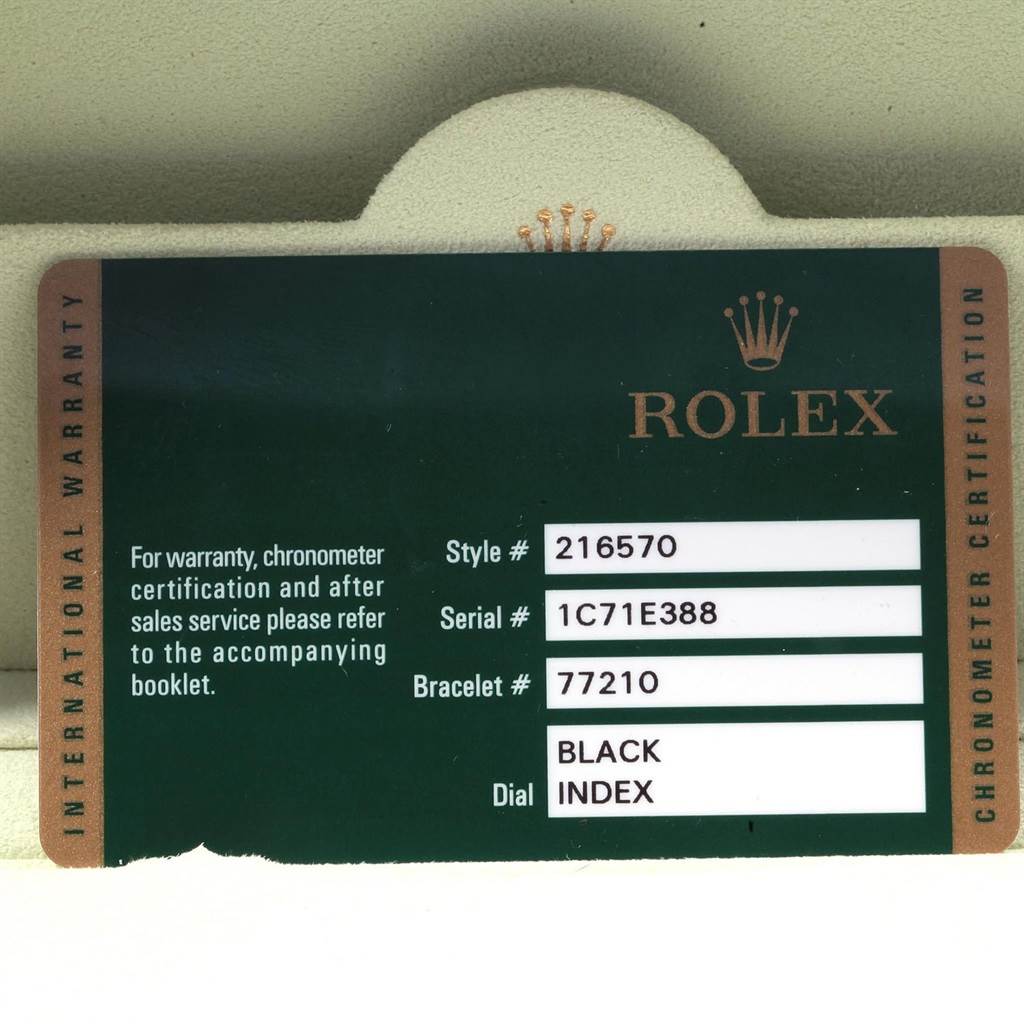 INTERNATIONAL WARRANTY
ROLEX
For warranty, chronometer
certification and after
sales service please refer
to the accompanying
booklet.
Style # 216570
Serial # 1C71E388
Bracelet # 77210
Dial BLACK
INDEX
CHRONOMETER CERTIFICATION